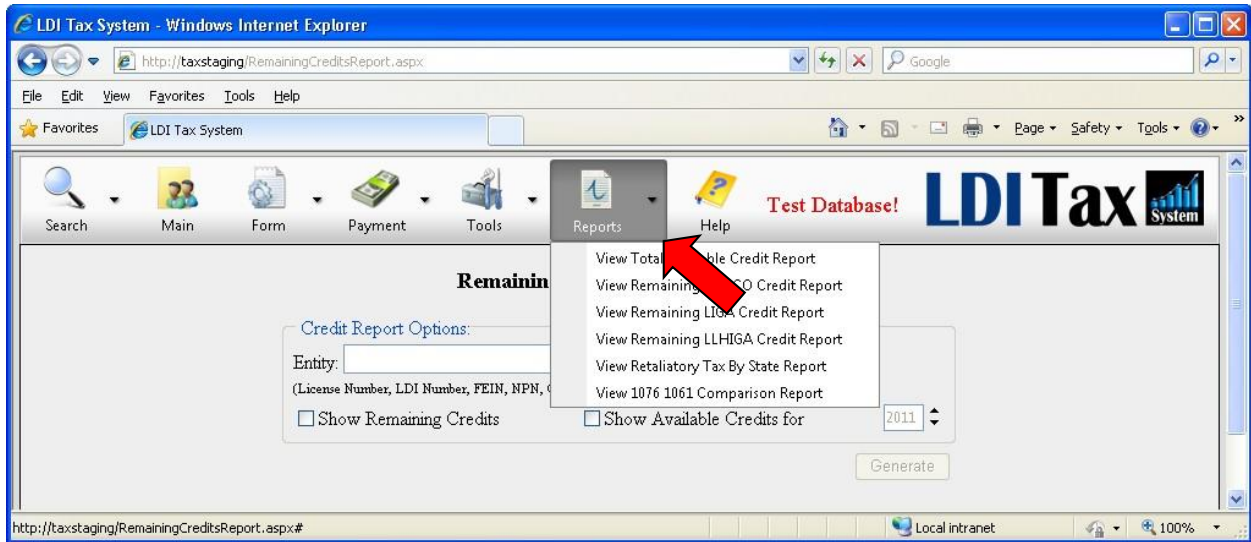 LDI Tax System - Windows Internet Explorer
http://taxstaging/RemainingCreditsReport.aspx
Google
File Edit View Favorites Tools Help
Favorites LDI Tax System Page Safety Tools »
Search Main Form Payment Tools Reports Help Test Database! LDI Tax System
View Total ble Credit Report
Remainin
View Remaining CO Credit Report
View Remaining LIGA Credit Report
Credit Report Options:
View Remaining LLHIGA Credit Report
Entity:
View Retaliatory Tax By State Report
(License Number, LDI Number, FEIN, NPN,
View 1076 1061 Comparison Report
Show Remaining Credits Show Available Credits for 2011
Generate
http://taxstaging/RemainingCreditsReport.aspx# Local intranet 100%